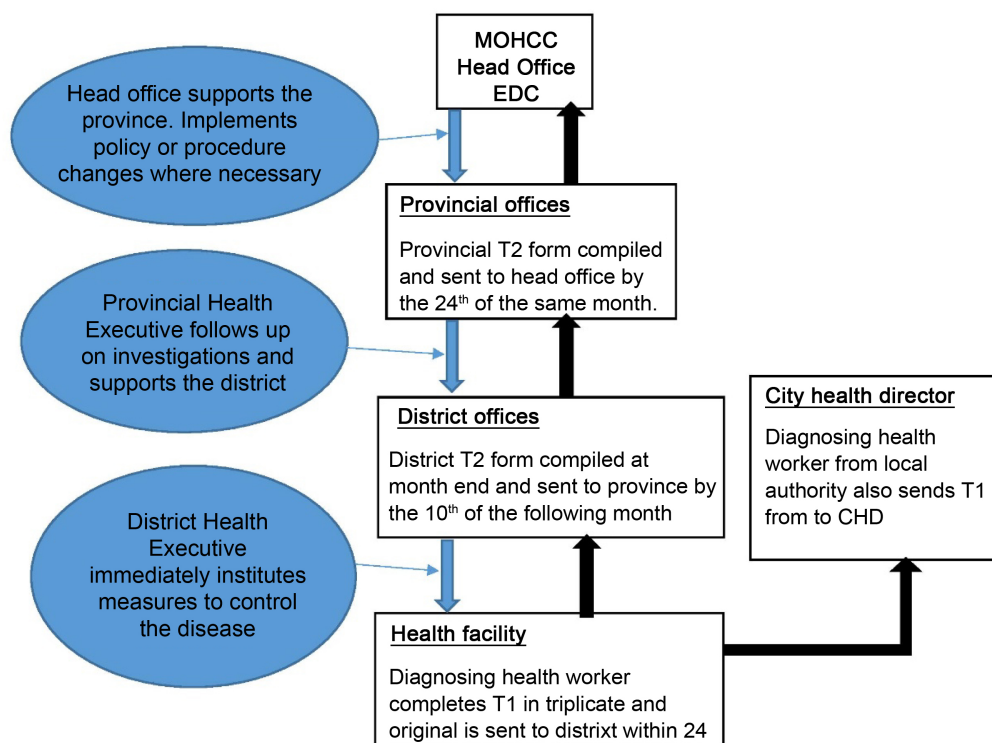 MOHCC
Head Office
EDC
Head office supports the
province. Implements
policy or procedure
changes where necessary
Provincial offices
Provincial T2 form compiled
and sent to head office by
the 24th of the same month.
Provincial Health
Executive follows up
on investigations and
supports the district
District offices
District T2 form compiled at
month end and sent to province by
the 10th of the following month
City health director
Diagnosing health
worker from local
authority also sends T1
from to CHD
District Health
Executive
immediately institutes
measures to control
the disease
Health facility
Diagnosing health worker
completes T1 in triplicate and
original is sent to distrixt within 24